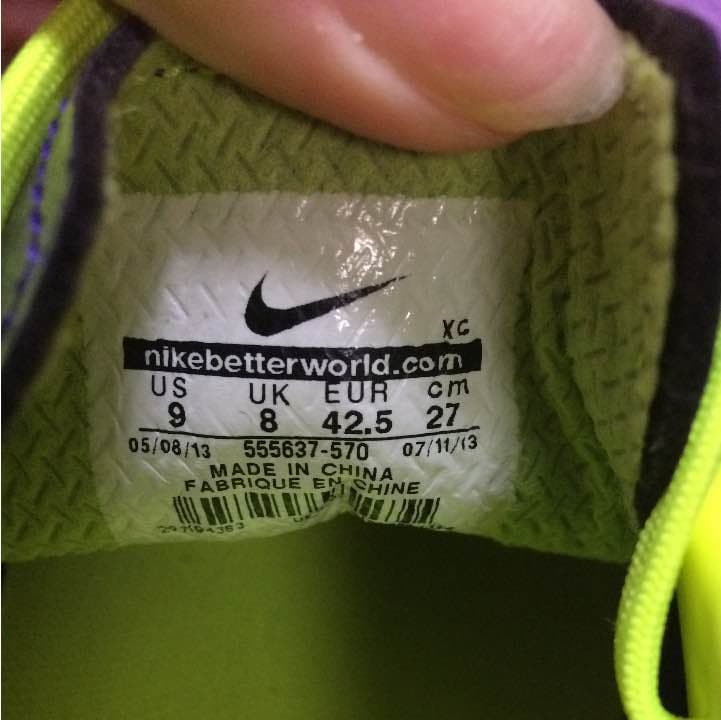 XC
nikebetterworld.com
US UK EUR cm
9 8 42.5 27
05/08/13 555637-570 07/11/13
MADE IN CHINA
FABRIQUE EN CHINE